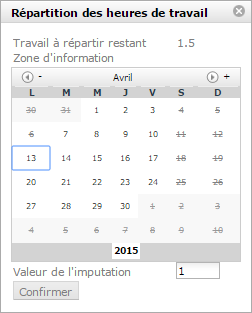 Répartition des heures de travail
Travail à répartir restant 1.5
Zone d'information
- Avril +
L M M J V S D
30 31 1 2 3 4 5
6 7 8 9 10 11 12
13 14 15 16 17 18 19
20 21 22 23 24 25 26
27 28 29 30 1 2 3
4 5 6 7 8 9 10
2015
Valeur de l'imputation 1
Confirmer